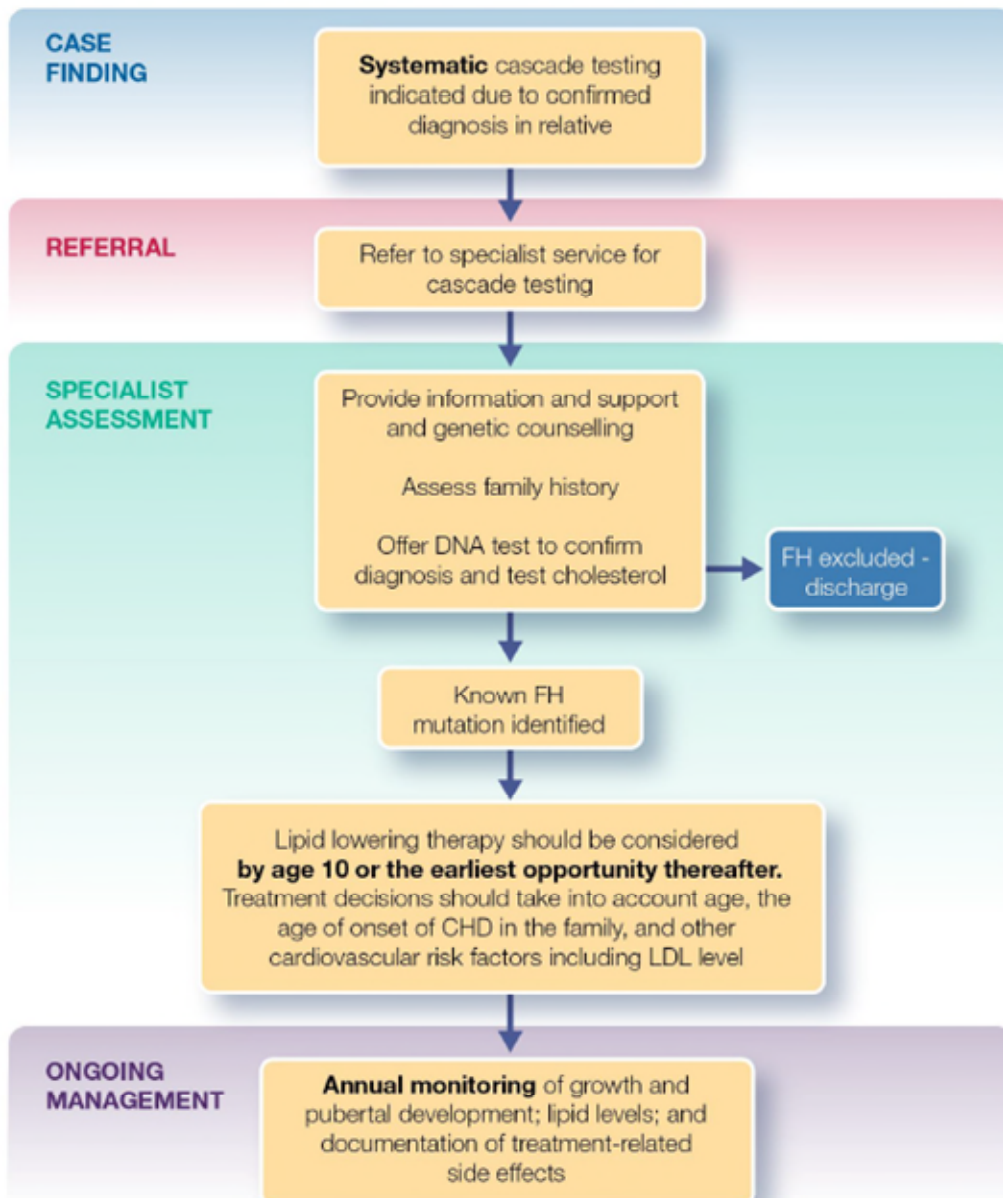 CASE
FINDING
Systematic cascade testing
indicated due to confirmed
diagnosis in relative
REFERRAL
Refer to specialist service for
cascade testing
SPECIALIST
ASSESSMENT
Provide information and support
and genetic counselling
Assess family history
Offer DNA test to confirm
diagnosis and test cholesterol
FH excluded -
discharge
Known FH
mutation identified
Lipid lowering therapy should be considered
by age 10 or the earliest opportunity thereafter.
Treatment decisions should take into account age, the
age of onset of CHD in the family, and other
cardiovascular risk factors including LDL level
ONGOING
MANAGEMENT
Annual monitoring of growth and
pubertal development; lipid levels; and
documentation of treatment-related
side effects